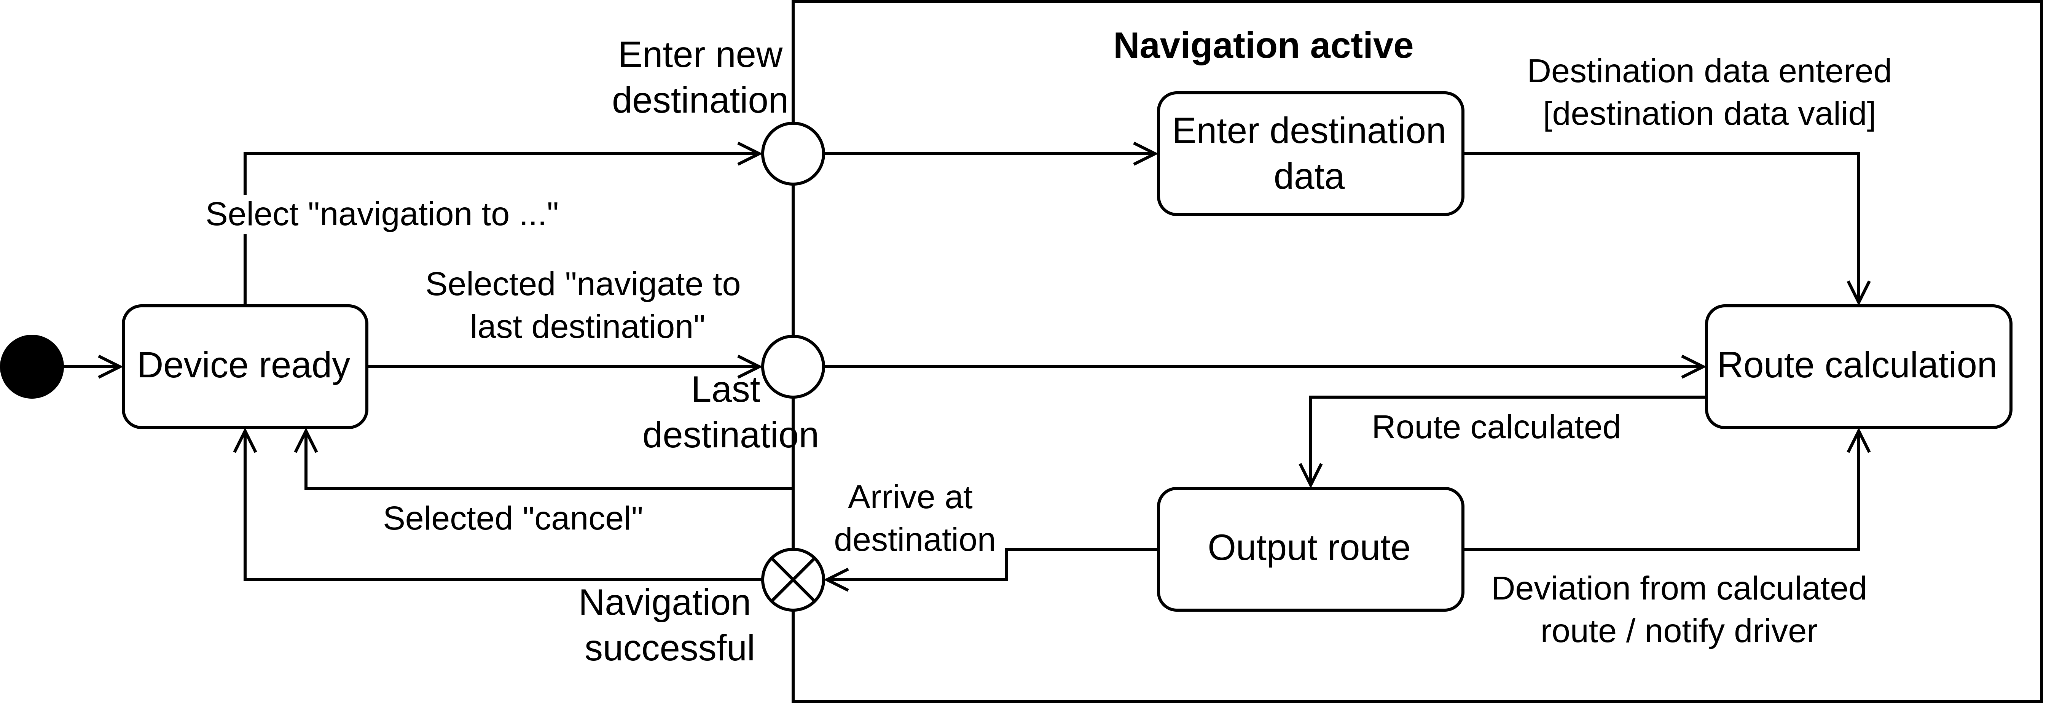 Enter new
destination
Navigation active
Destination data entered
[destination data valid]
Enter destination
data
Select "navigation to ..."
Selected "navigate to
last destination"
Device ready
Last
destination
Route calculation
Route calculated
Selected "cancel"
Arrive at
destination
Output route
Navigation
successful
Deviation from calculated
route / notify driver